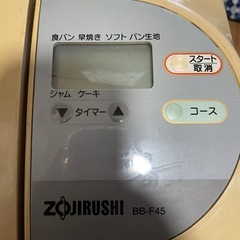 食パン 早焼き ソフト パン生地
スタート
取消
ジャム ケーキ
▼ タイマー ▲
コース
ZOJIRUSHI
BB-F45